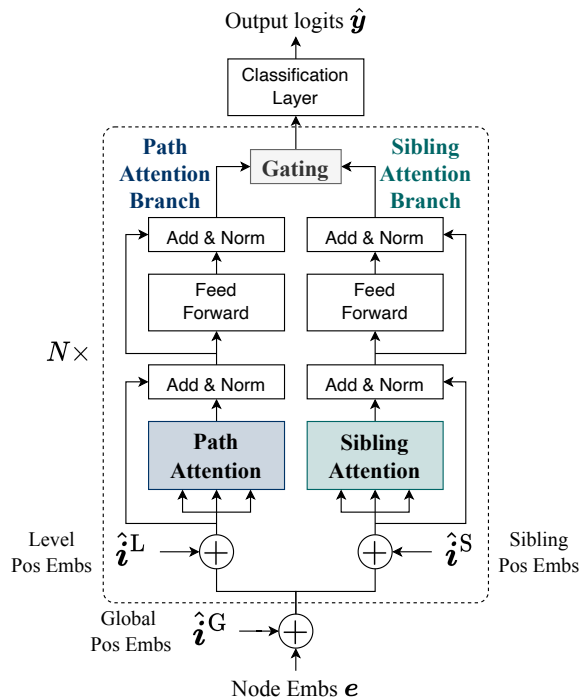 Output logits ŷ
Classification
Layer
Path
Attention
Branch
Sibling
Attention
Branch
Gating
Add & Norm
Add & Norm
Feed
Forward
Feed
Forward
N×
Add & Norm
Add & Norm
Path
Attention
Sibling
Attention
Level
Pos Embs
î^L
î^S
Sibling
Pos Embs
Global
Pos Embs
î^G
Node Embs e